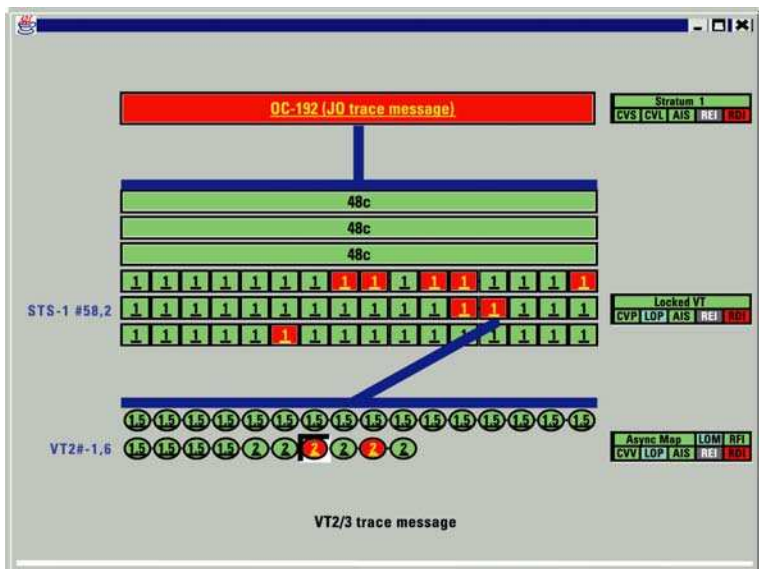 OC-192 (JO trace message)
Stratum 1
CVS CVL AIS REI RDI
48c
48c
48c
1 1 1 1 1 1 1 1 1 1 1 1 1 1 1 1
STS-1 #58,2 1 1 1 1 1 1 1 1 1 1 1 1 1 1 1 1
Locked VT
CVP LOP AIS REI RDI
1 1 1 1 1 1 1 1 1 1 1 1 1 1 1 1
1.5 1.5 1.5 1.5 1.5 1.5 1.5 1.5 1.5 1.5 1.5 1.5 1.5 1.5 1.5 1.5
VT2#-1,6 1.5 1.5 1.5 1.5 2 2 2 2 2 2
Async Map LOM RFI
CVV LOP AIS REI RDI
VT2/3 trace message